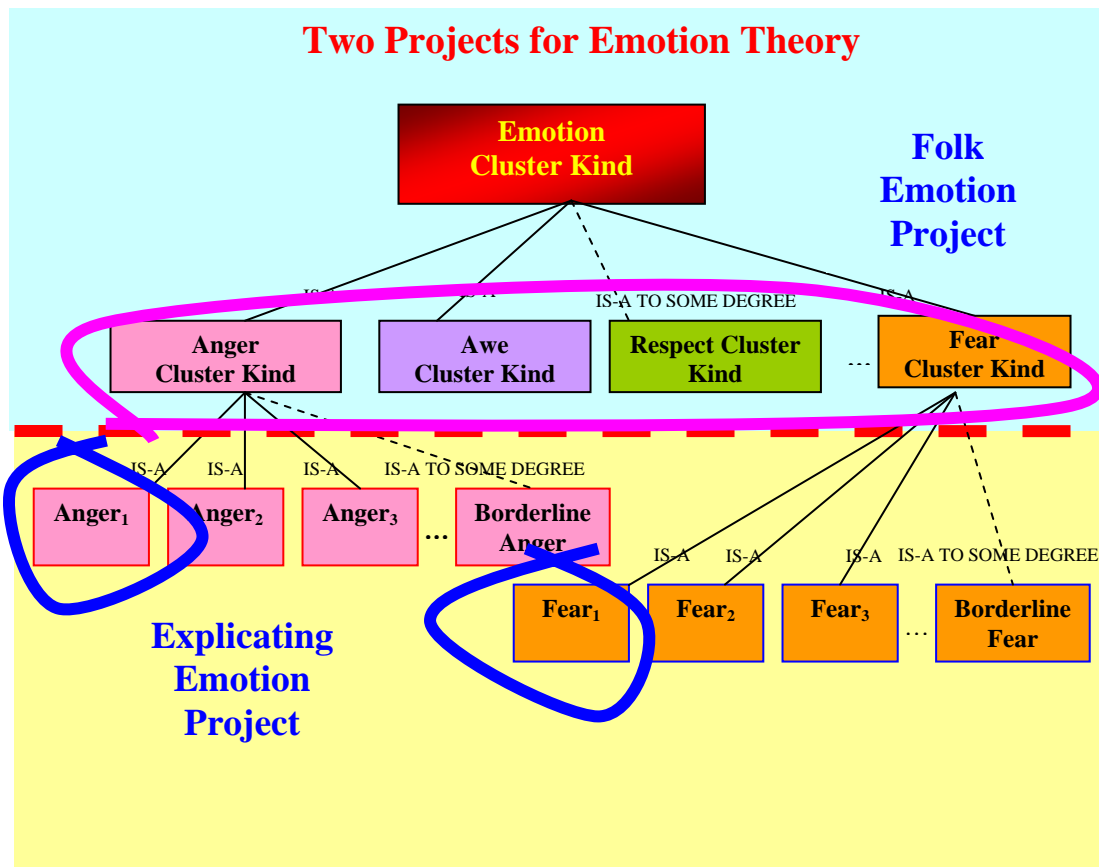 Two Projects for Emotion Theory
Emotion
Cluster Kind
Folk
Emotion
Project
IS-A
IS-A
IS-A TO SOME DEGREE
IS-A
Anger
Cluster Kind
Awe
Cluster Kind
Respect Cluster
Kind
...
Fear
Cluster Kind
IS-A
IS-A
IS-A
IS-A TO SOME DEGREE
Anger₁
Anger₂
Anger₃
...
Borderline
Anger
IS-A
IS-A
IS-A
IS-A TO SOME DEGREE
Fear₁
Fear₂
Fear₃
...
Borderline
Fear
Explicating
Emotion
Project